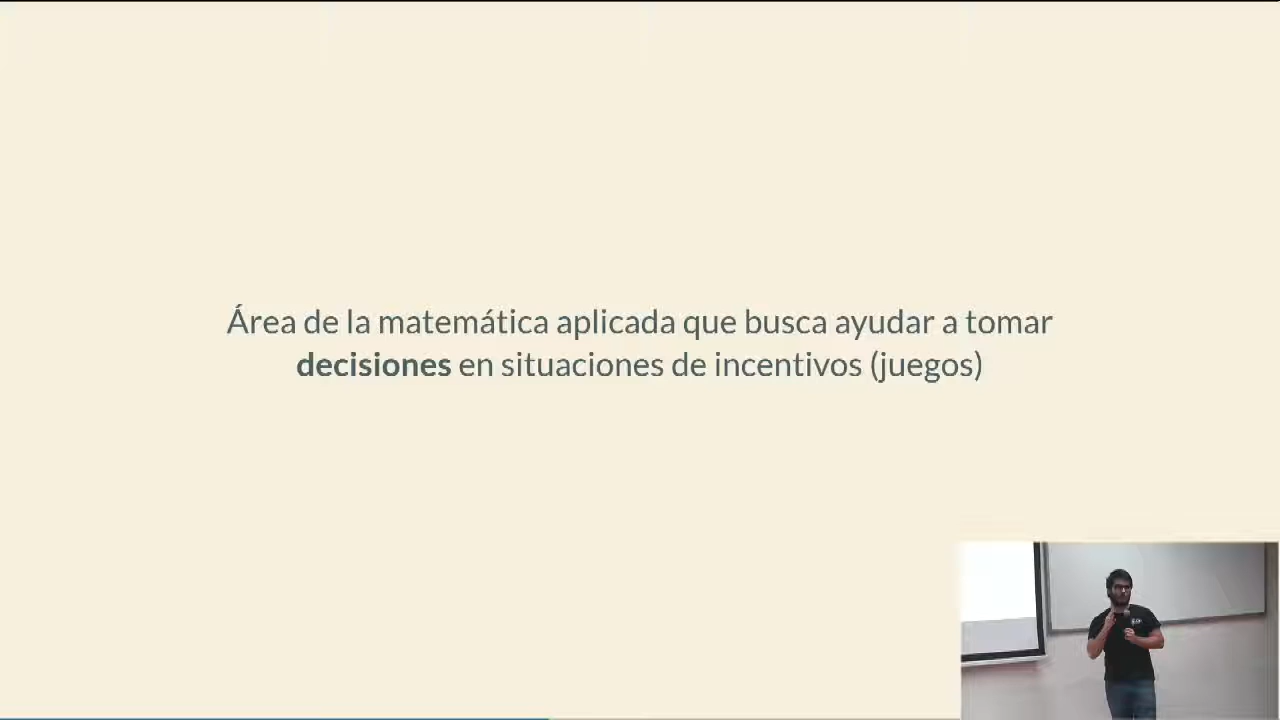 Área de la matemática aplicada que busca ayudar a tomar
decisiones en situaciones de incentivos (juegos)